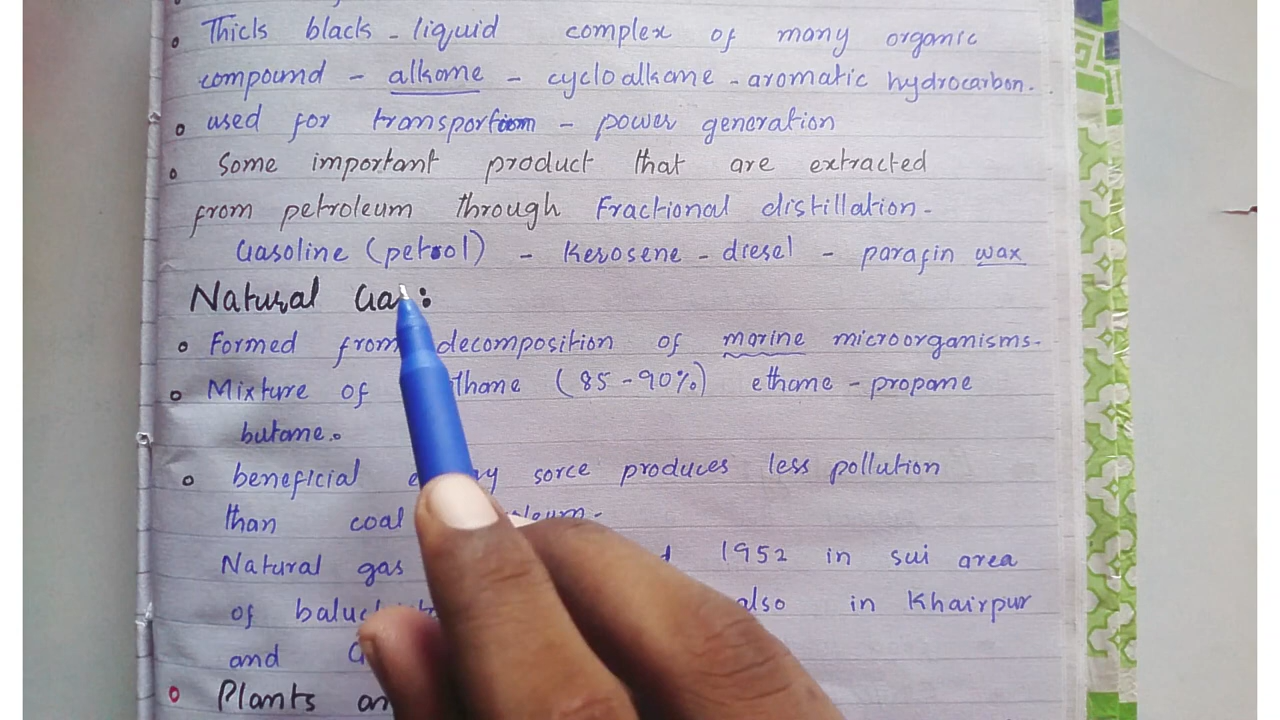 Thick black - liquid complex of many organic
compound - alkane - cycloalkane - aromatic hydrocarbon.
used for transportion - power generation
Some important product that are extracted
from petroleum through Fractional distillation -
Gasoline (petrol) - Kerosene - diesel - parafin wax
Natural Ga :
Formed from decomposition of marine microorganisms.
Mixture of thane (85-90%) ethane - propane
butane.
beneficial sorce produces less pollution
than coal
Natural gas 1952 in sui area
of also in Khairpur
and
Plants